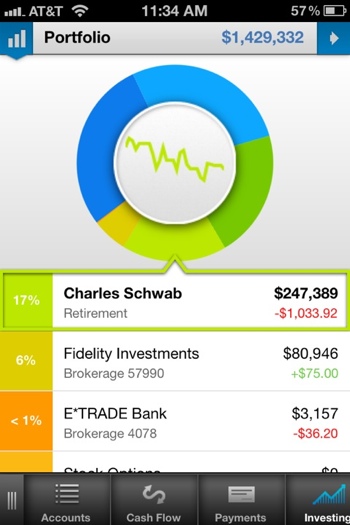 AT&T 11:34 AM 57%
Portfolio $1,429,332
17% Charles Schwab $247,389
Retirement -$1,033.92
6% Fidelity Investments $80,946
Brokerage 57990 +$75.00
< 1% E*TRADE Bank $3,157
Brokerage 4078 -$36.20
Stock Options $0
Accounts Cash Flow Payments Investing